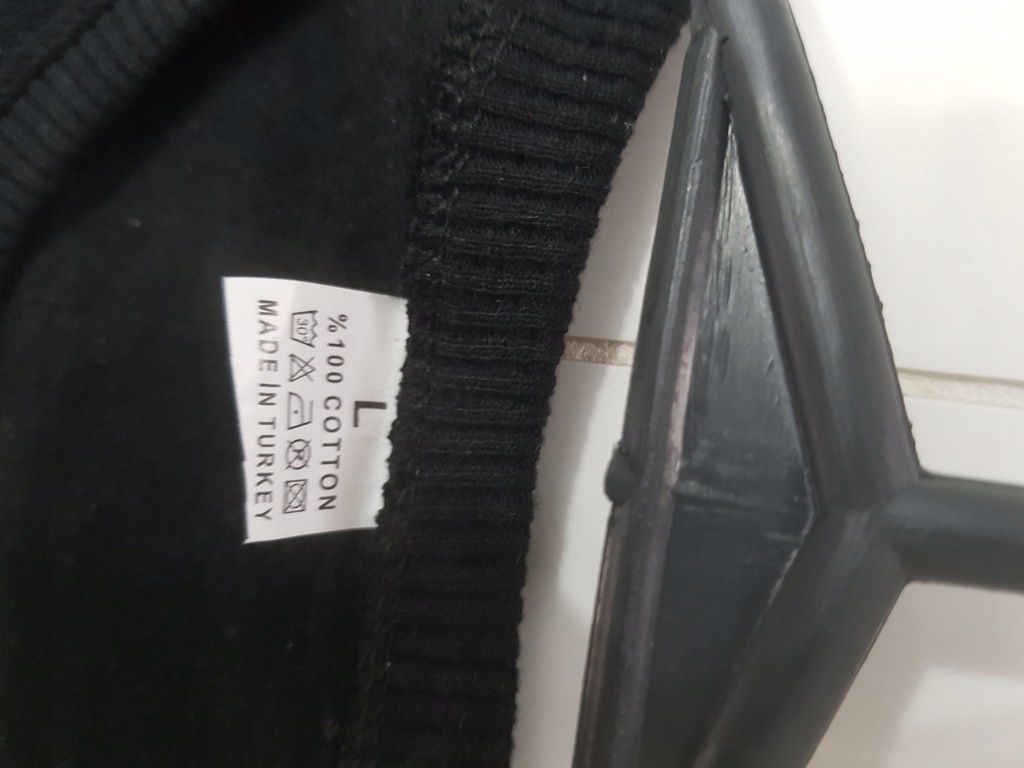 L
%100 COTTON
30°
MADE IN TURKEY